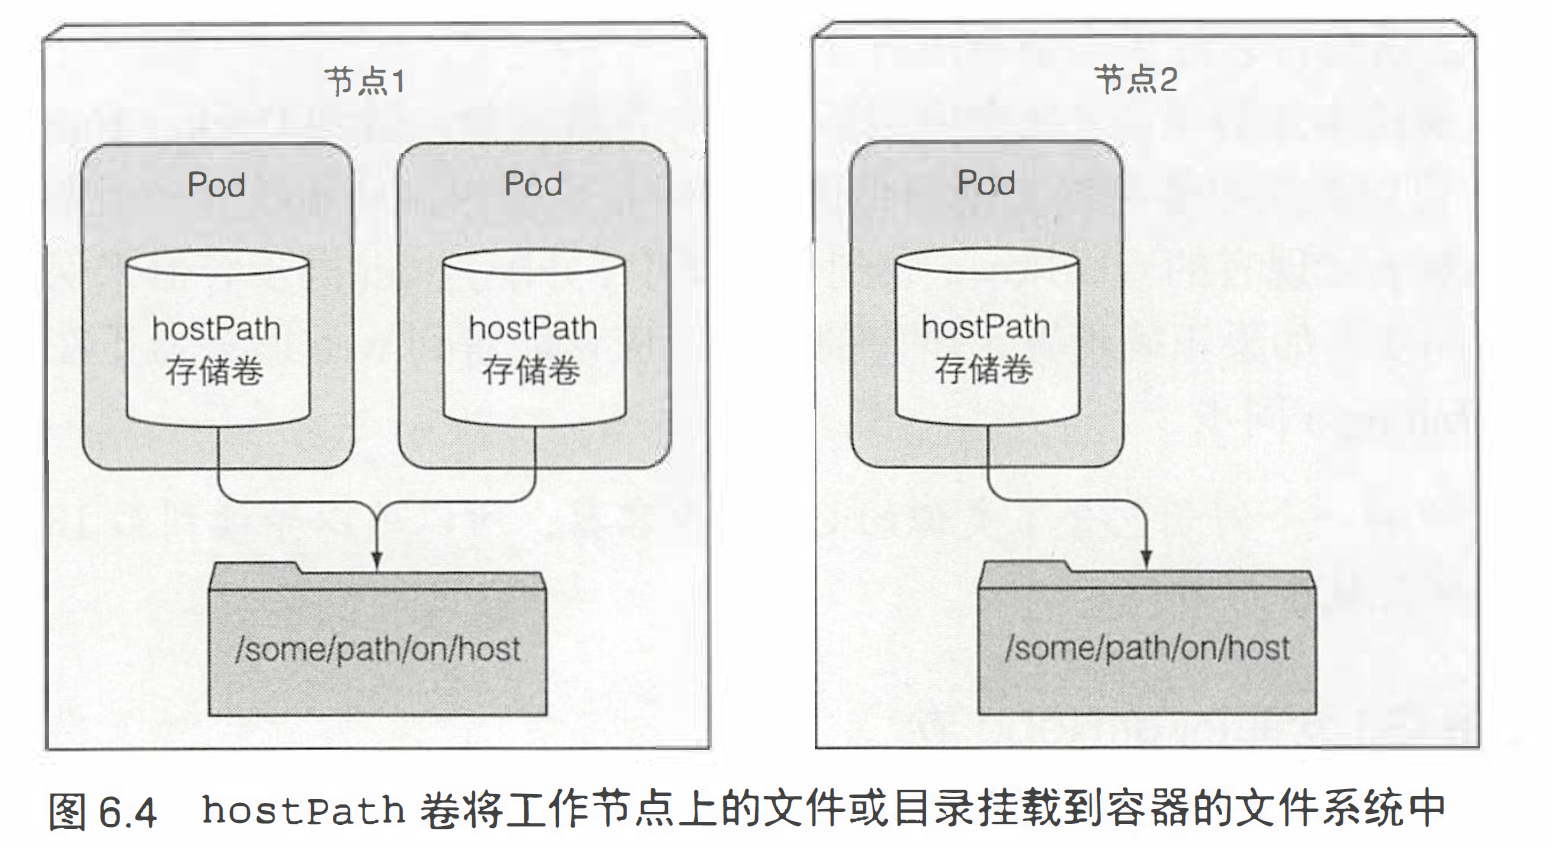 节点1
Pod
Pod
hostPath
存储卷
hostPath
存储卷
/some/path/on/host
节点2
Pod
hostPath
存储卷
/some/path/on/host
图 6.4 hostPath 卷将工作节点上的文件或目录挂载到容器的文件系统中